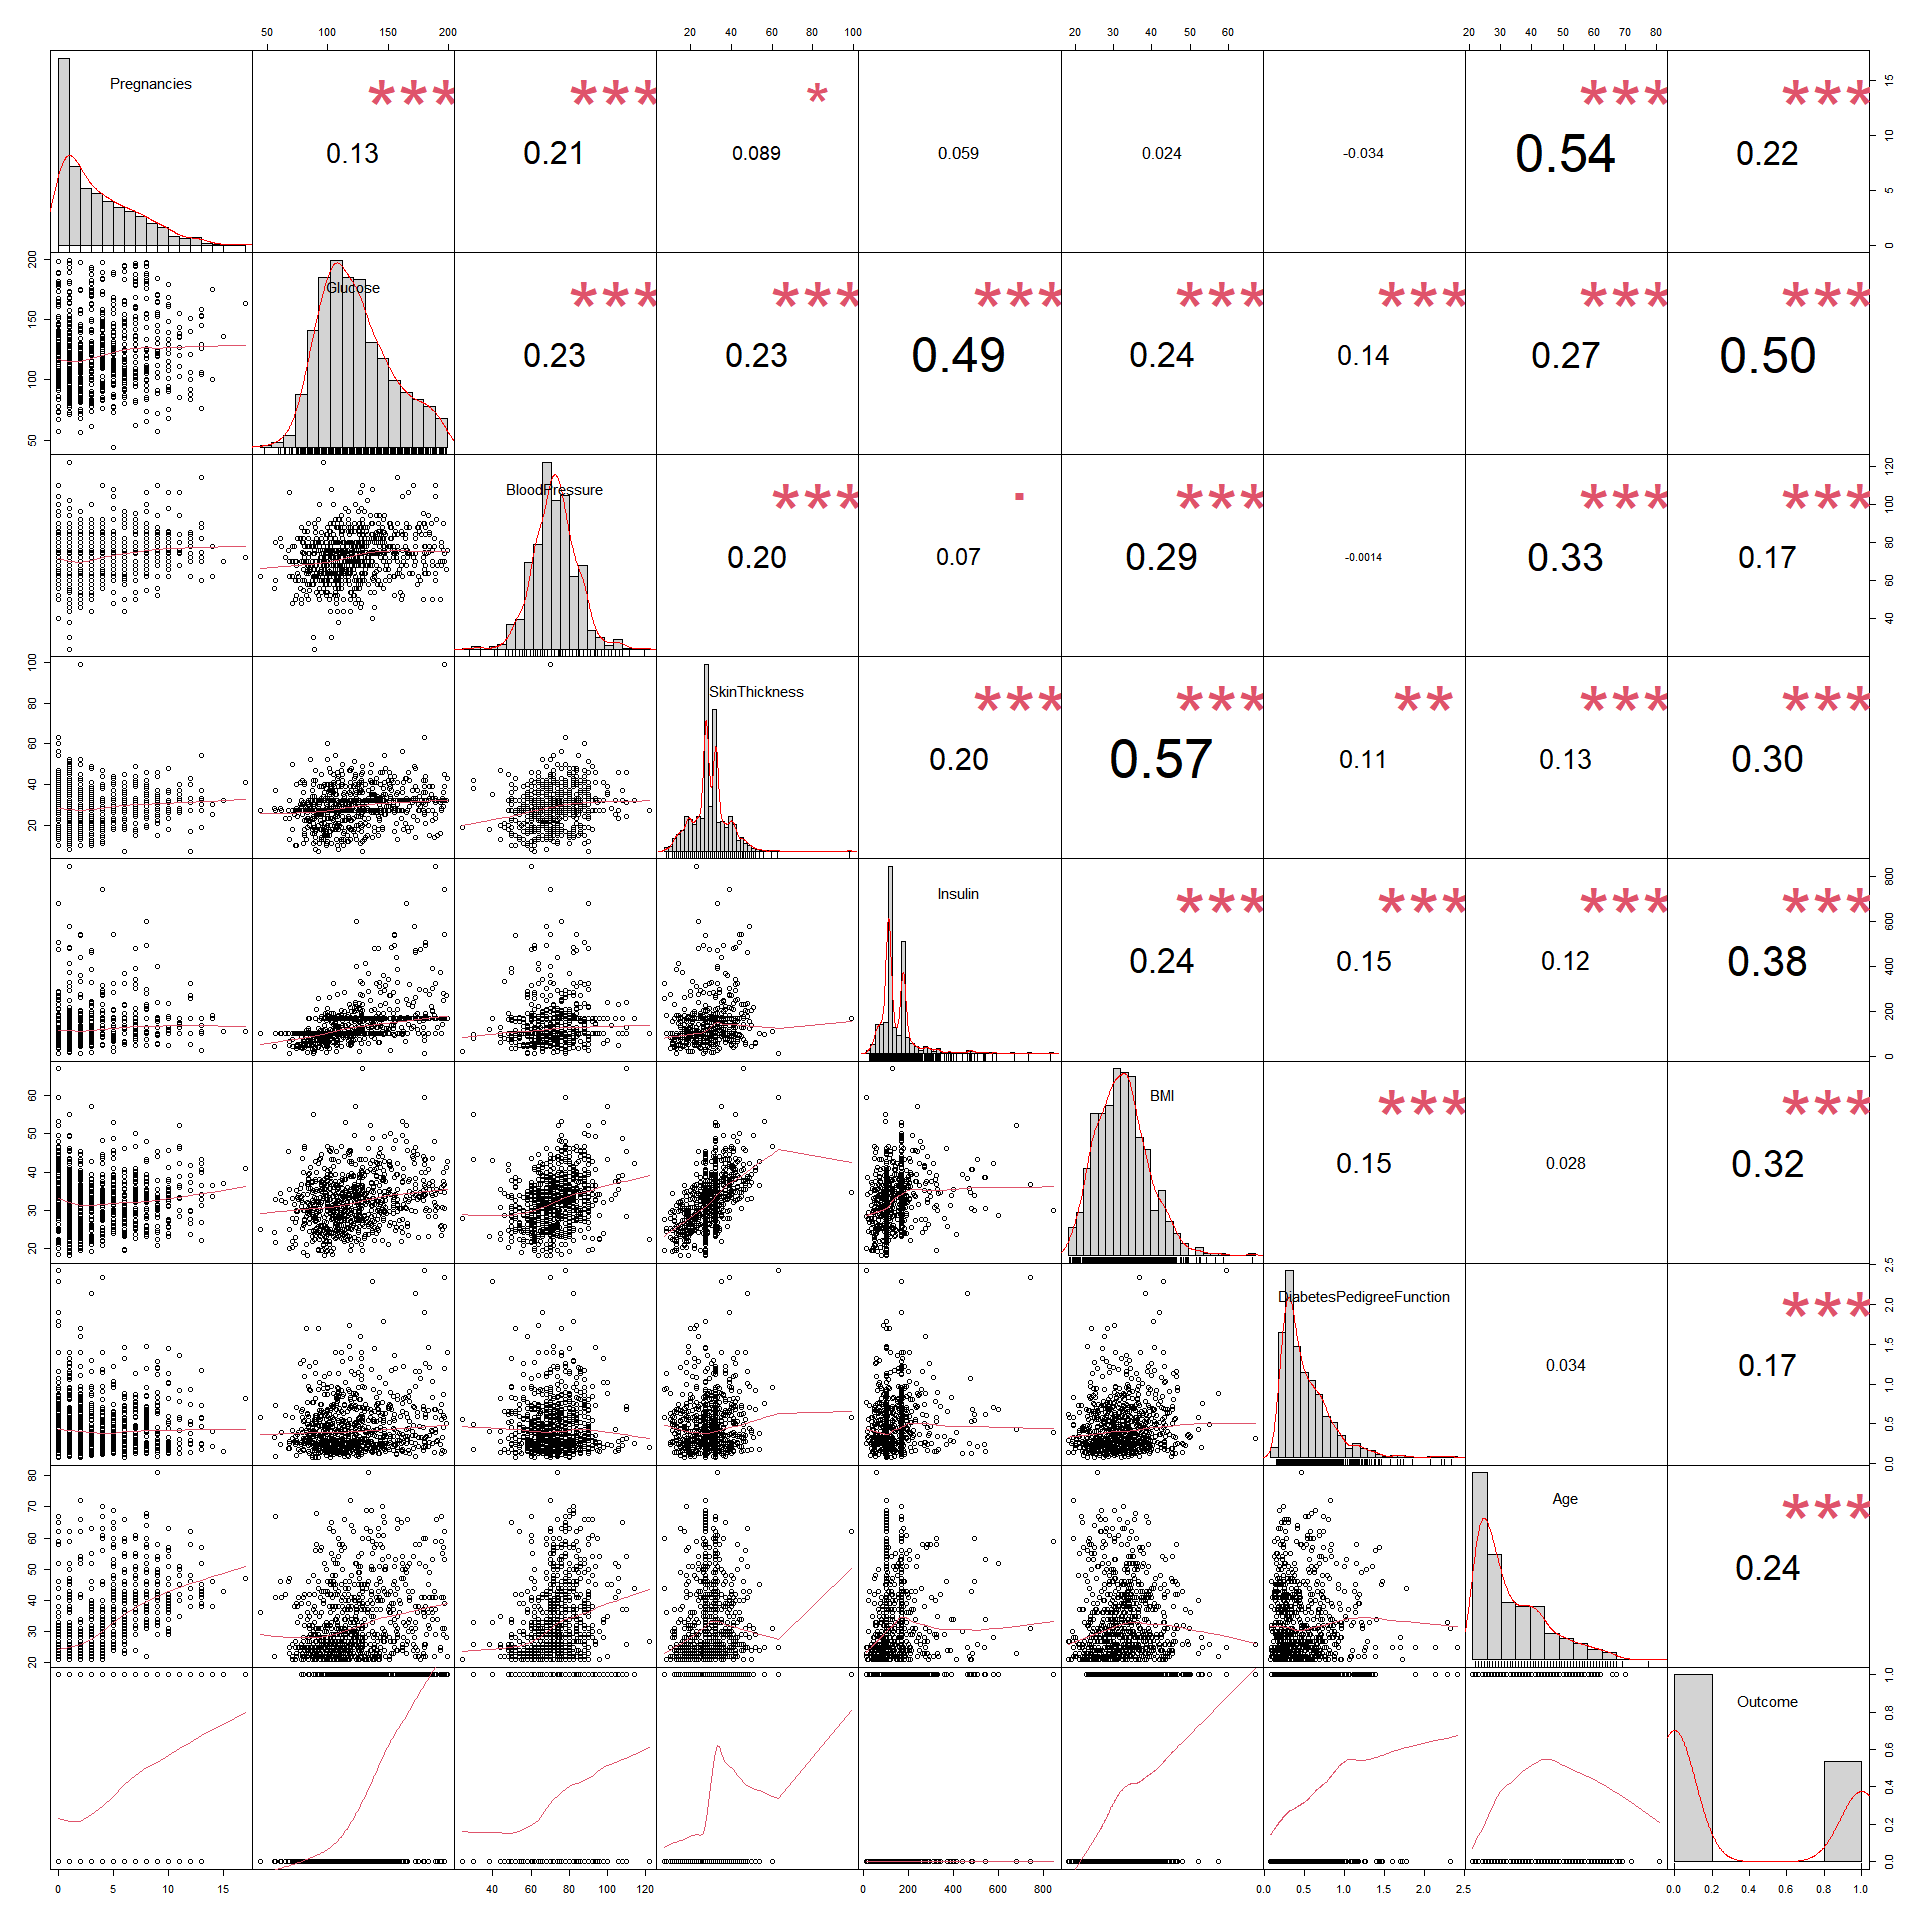 50 100 150 200 20 40 60 80 100 20 30 40 50 60 20 30 40 50 60 70 80
Pregnancies *** *** * *** ***
0.13 0.21 0.089 0.059 0.024 -0.034 0.54 0.22
0 5 10 15
Glucose *** *** *** *** *** *** ***
0.23 0.23 0.49 0.24 0.14 0.27 0.50
50 100 150 200
BloodPressure *** . *** *** ***
0.20 0.07 0.29 -0.0014 0.33 0.17
40 60 80 100 120
SkinThickness *** *** ** *** ***
0.20 0.57 0.11 0.13 0.30
20 40 60 80 100
Insulin *** *** *** ***
0.24 0.15 0.12 0.38
0 200 400 600 800
BMI *** ***
0.15 0.028 0.32
20 30 40 50 60
DiabetesPedigreeFunction ***
0.034 0.17
0.0 0.5 1.0 1.5 2.0 2.5
Age ***
0.24
20 30 40 50 60 70 80
Outcome
0.0 0.2 0.4 0.6 0.8 1.0
0 5 10 15 40 60 80 100 120 0 200 400 600 800 0.0 0.5 1.0 1.5 2.0 2.5 0.0 0.2 0.4 0.6 0.8 1.0